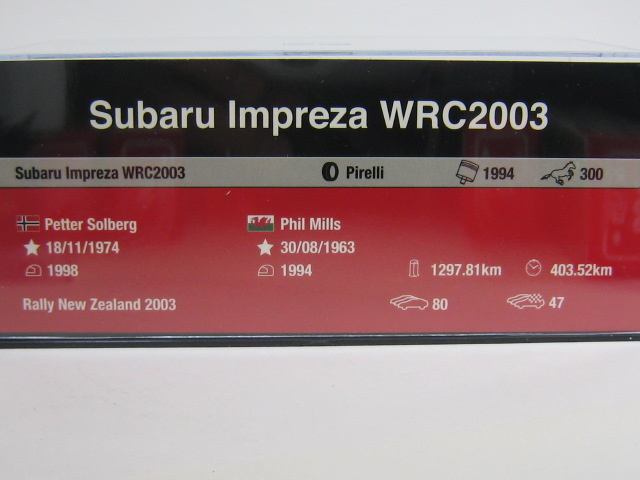 Subaru Impreza WRC2003
Subaru Impreza WRC2003 Pirelli 1994 300
Petter Solberg Phil Mills
18/11/1974 30/08/1963
1998 1994 1297.81km 403.52km
Rally New Zealand 2003 80 47